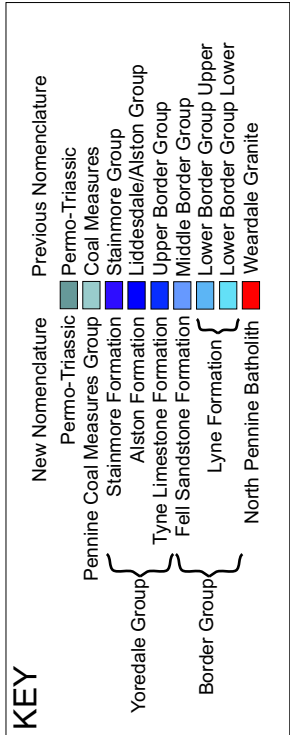 KEY
New Nomenclature Previous Nomenclature
Permo-Triassic Permo-Triassic
Pennine Coal Measures Group Coal Measures
Stainmore Formation Stainmore Group
Yoredale Group Alston Formation Liddesdale/Alston Group
Tyne Limestone Formation Upper Border Group
Fell Sandstone Formation Middle Border Group
Border Group Lyne Formation Lower Border Group Upper
Lower Border Group Lower
North Pennine Batholith Weardale Granite